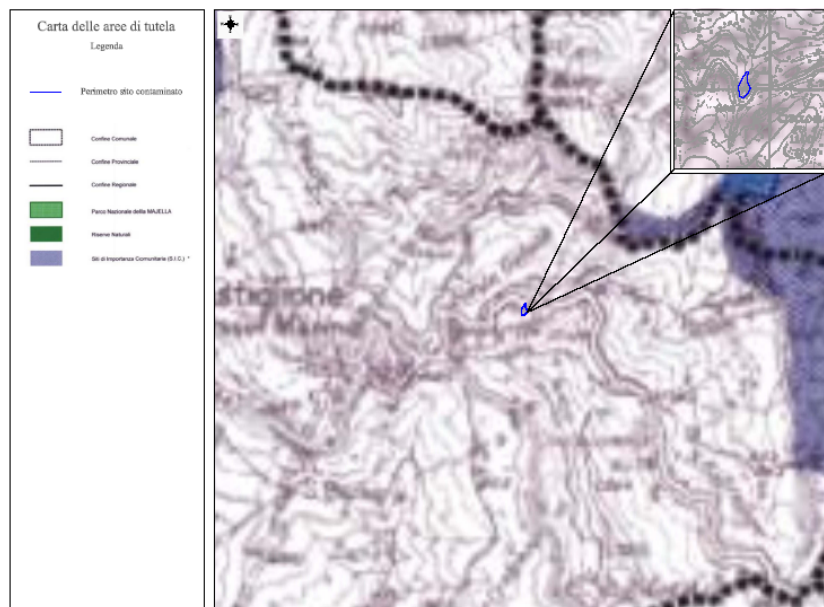 Carta delle aree di tutela
Legenda
Perimetro sito contaminato
Confine Comunale
Confine Provinciale
Confine Regionale
Parco Nazionale della MAJELLA
Riserve Naturali
Siti di Importanza Comunitaria (S.I.C.) *
stiglione